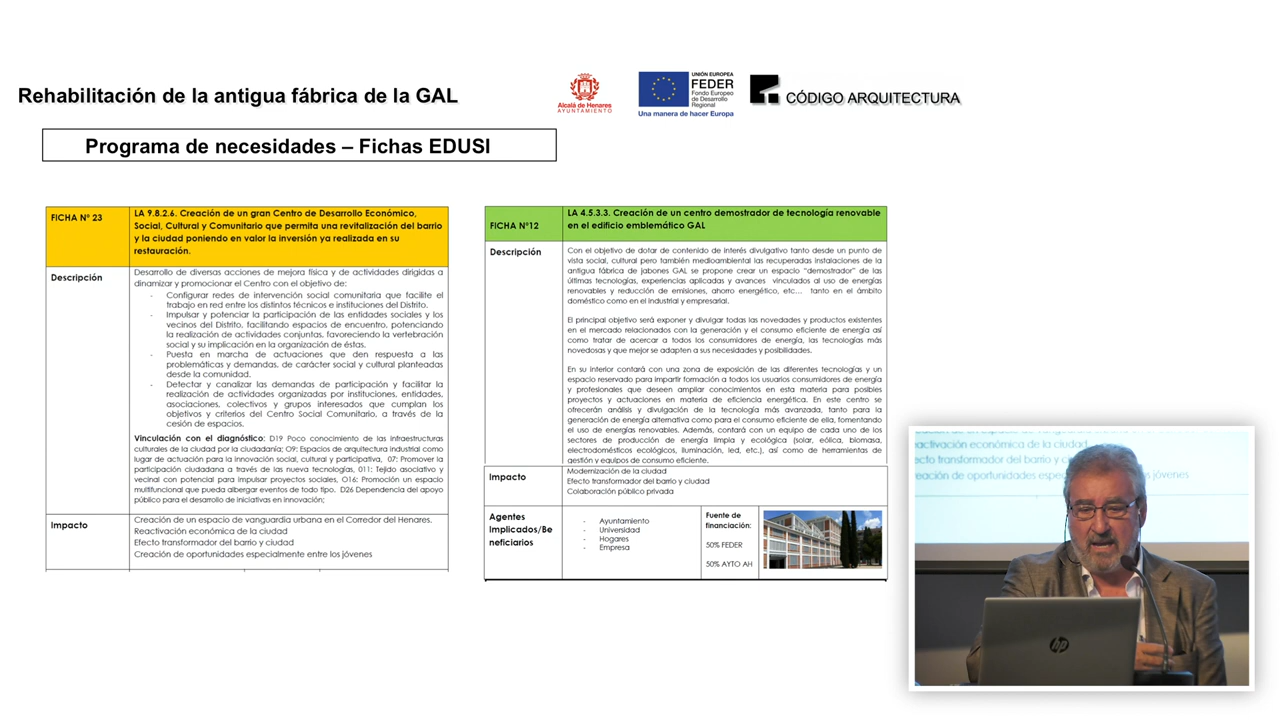 Rehabilitación de la antigua fábrica de la GAL
Alcalá de Henares
AYUNTAMIENTO
UNIÓN EUROPEA
FEDER
Fondo Europeo
de Desarrollo
Regional
Una manera de hacer Europa
CÓDIGO ARQUITECTURA
Programa de necesidades – Fichas EDUSI
FICHA Nº 23
LA 9.8.2.6. Creación de un gran Centro de Desarrollo Económico,
Social, Cultural y Comunitario que permita una revitalización del barrio
y la ciudad poniendo en valor la inversión ya realizada en su
restauración.
Descripción
Desarrollo de diversas acciones de mejora física y de actividades dirigidas a
dinamizar y promocionar el Centro con el objetivo de:
- Configurar redes de intervención social comunitaria que facilite el
trabajo en red entre los distintos técnicos e instituciones del Distrito.
- Impulsar y potenciar la participación de las entidades sociales y los
vecinos del Distrito, facilitando espacios de encuentro, potenciando
la realización de actividades conjuntas, favoreciendo la vertebración
social y su implicación en la organización de éstas.
- Puesta en marcha de actuaciones que den respuesta a las
problemáticas y demandas, de carácter social y cultural planteadas
desde la comunidad.
- Detectar y canalizar las demandas de participación y facilitar la
realización de actividades organizadas por instituciones, entidades,
asociaciones, colectivos y grupos interesados que cumplan los
objetivos y criterios del Centro Social Comunitario, a través de la
cesión de espacios.
Vinculación con el diagnóstico: D19 Poco conocimiento de las infraestructuras
culturales de la ciudad por la ciudadanía; O9: Espacios de arquitectura industrial como
lugar de actuación para la innovación social, cultural y participativa, 07: Promover la
participación ciudadana a través de las nueva tecnologías, 011: Tejido asociativo y
vecinal con potencial para impulsar proyectos sociales, O16: Promoción un espacio
multifuncional que pueda albergar eventos de todo tipo. D26 Dependencia del apoyo
público para el desarrollo de iniciativas en innovación;
Impacto
Creación de un espacio de vanguardia urbana en el Corredor del Henares.
Reactivación económica de la ciudad
Efecto transformador del barrio y ciudad
Creación de oportunidades especialmente entre los jóvenes
FICHA Nº12
LA 4.5.3.3. Creación de un centro demostrador de tecnología renovable
en el edificio emblemático GAL
Descripción
Con el objetivo de dotar de contenido de interés divulgativo tanto desde un punto de
vista social, cultural pero también medioambiental las recuperadas instalaciones de la
antigua fábrica de jabones GAL se propone crear un espacio “demostrador” de las
últimas tecnologías, experiencias aplicadas y avances vinculados al uso de energías
renovables y reducción de emisiones, ahorro energético, etc... tanto en el ámbito
doméstico como en el industrial y empresarial.
El principal objetivo será exponer y divulgar todas las novedades y productos existentes
en el mercado relacionados con la generación y el consumo eficiente de energía así
como tratar de acercar a todos los consumidores de energía, las tecnologías más
novedosas y que mejor se adapten a sus necesidades y posibilidades.
En su interior contará con una zona de exposición de las diferentes tecnologías y un
espacio reservado para impartir formación a todos los usuarios consumidores de energía
y profesionales que deseen ampliar conocimientos en esta materia para posibles
proyectos y actuaciones en materia de eficiencia energética. En este centro se
ofrecerán análisis y divulgación de la tecnología más avanzada, tanto para la
generación de energía alternativa como para el consumo eficiente de ella, fomentando
el uso de energías renovables. Además, contará con un equipo de cada uno de los
sectores de producción de energía limpia y ecológica (solar, eólica, biomasa,
electrodomésticos ecológicos, iluminación, led, etc.), así como de herramientas de
gestión y equipos de consumo eficiente.
Impacto
Modernización de la ciudad
Efecto transformador del barrio y ciudad
Colaboración público privada
Agentes
Implicados/Be
neficiarios
- Ayuntamiento
- Universidad
- Hogares
- Empresa
Fuente de
financiación:
50% FEDER
50% AYTO AH
activación económica de la ciudad
ecto transformador del barrio y
eación de oportunidades especialmente jóvenes
hp